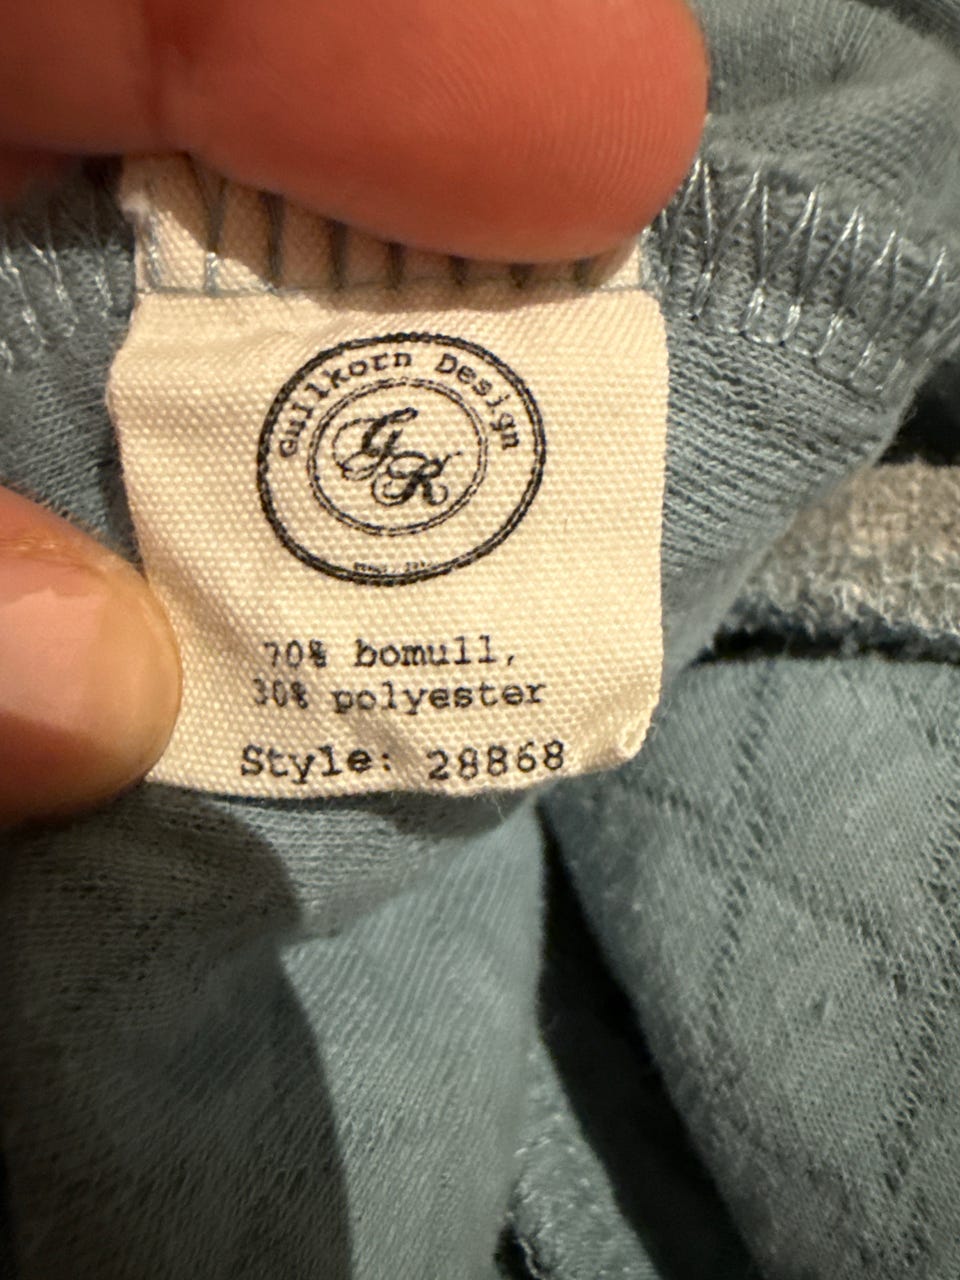 Gullkorn Design
GK
70% bomull,
30% polyester
Style: 28868